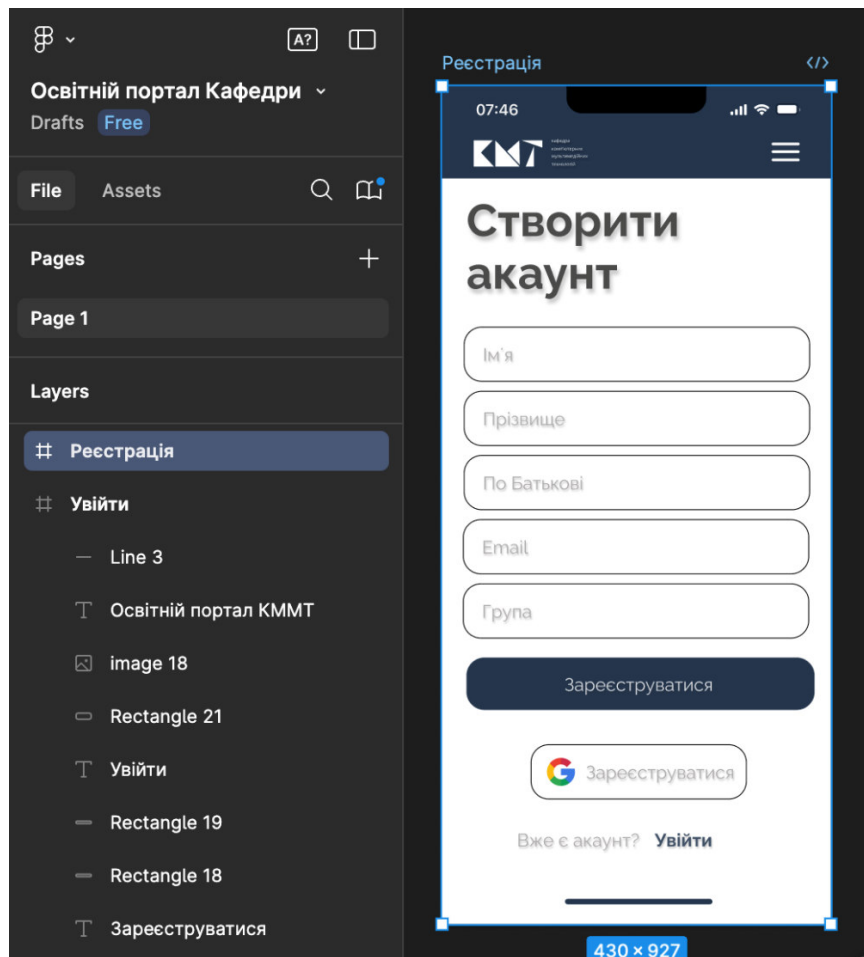 A?
Освітній портал Кафедри
Drafts Free
File Assets
Pages
Page 1
Layers
Реєстрація
Увійти
Line 3
Освітній портал КММТ
image 18
Rectangle 21
Увійти
Rectangle 19
Rectangle 18
Зареєструватися
Реєстрація </>
07:46
КМТ
Створити
акаунт
Ім`я
Прізвище
По Батькові
Email
Група
Зареєструватися
G Зареєструватися
Вже є акаунт? Увійти
430 × 927